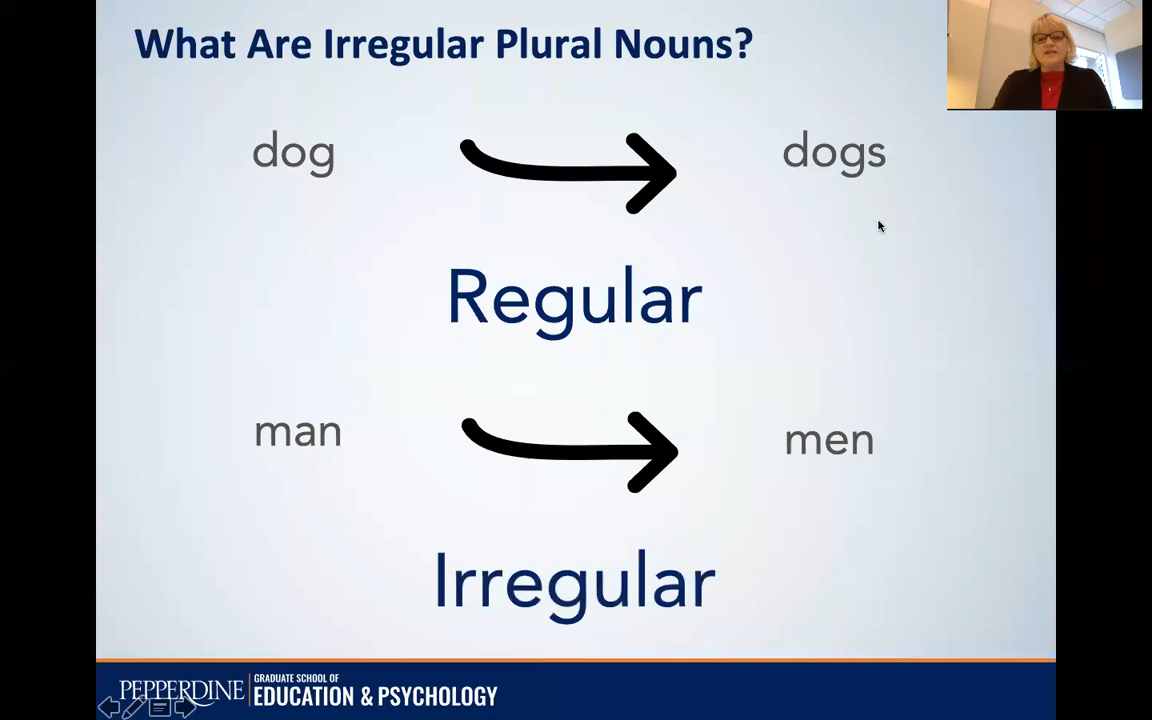 What Are Irregular Plural Nouns?
dog
dogs
Regular
man
men
Irregular
PEPPERDINE
GRADUATE SCHOOL OF
EDUCATION & PSYCHOLOGY